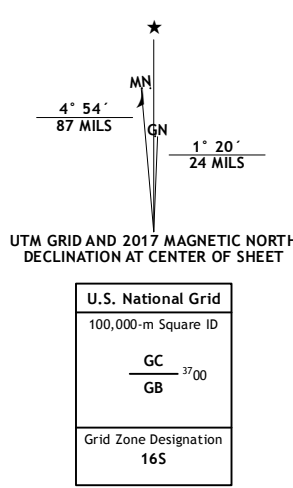 MN
4° 54´
87 MILS
GN
1° 20´
24 MILS
UTM GRID AND 2017 MAGNETIC NORTH
DECLINATION AT CENTER OF SHEET
U.S. National Grid
100,000-m Square ID
GC
3700
GB
Grid Zone Designation
16S